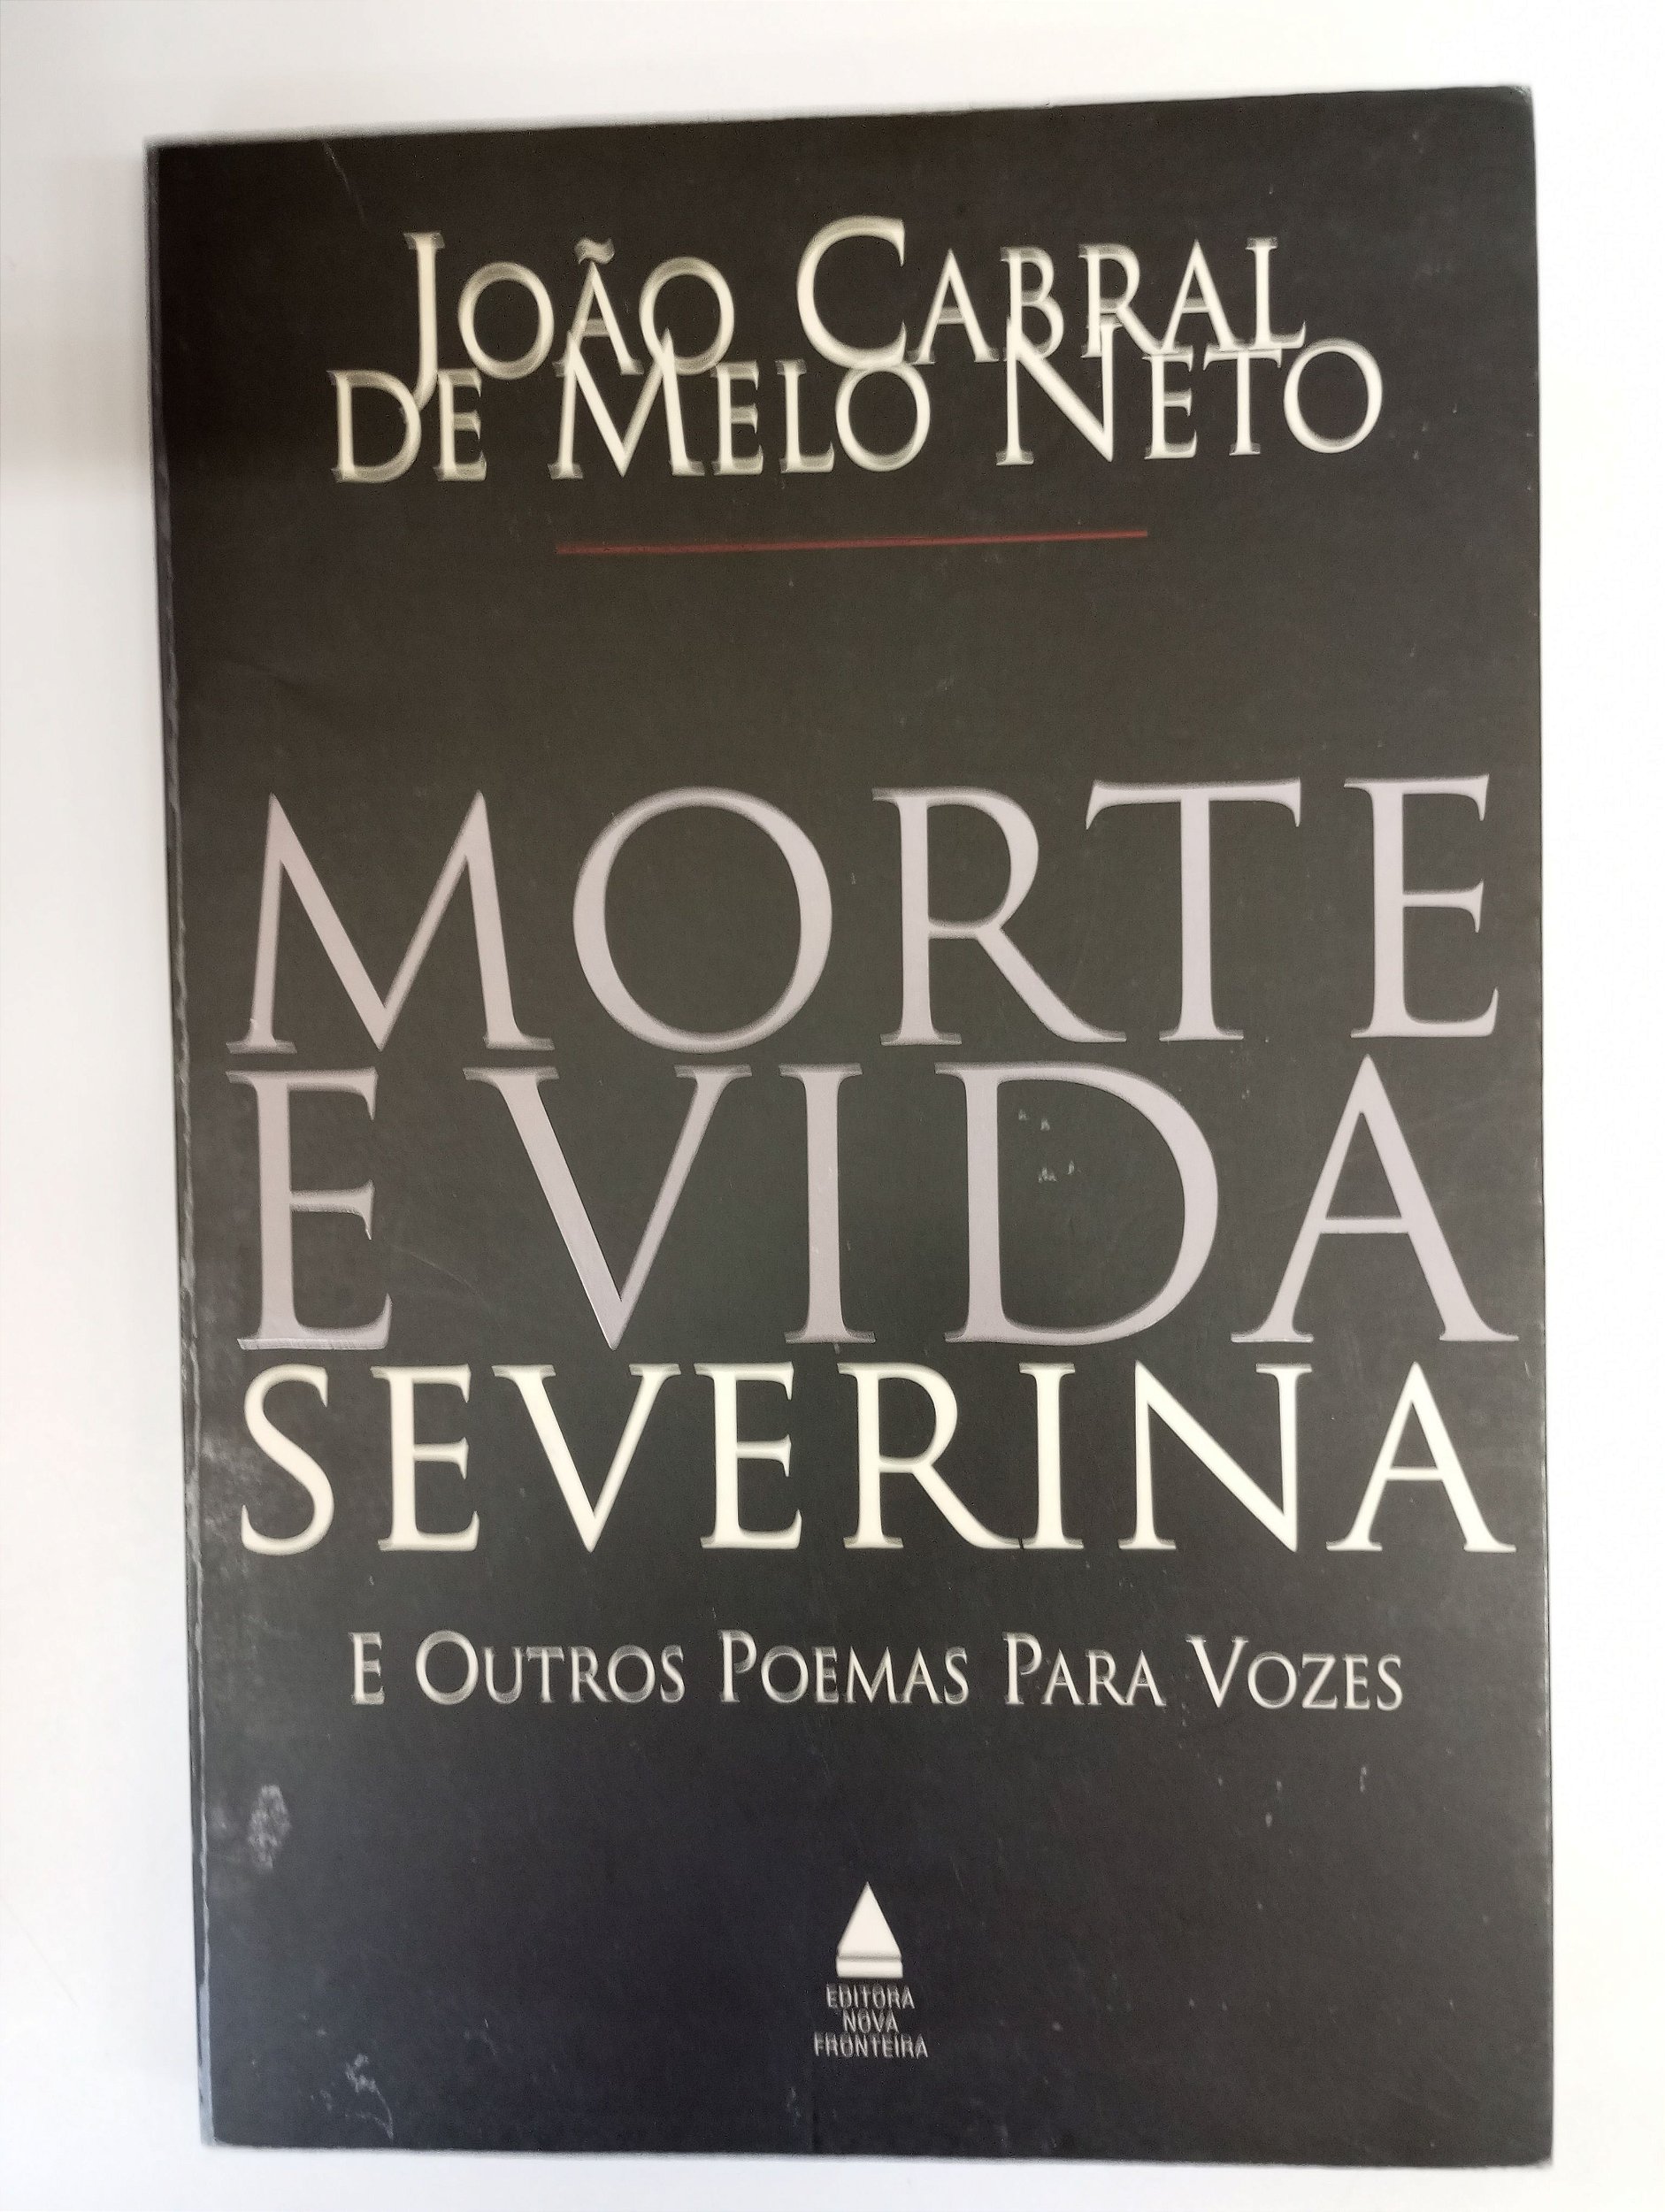 JOÃO CABRAL
DE MELO NETO
MORTE
E VIDA
SEVERINA
E OUTROS POEMAS PARA VOZES
EDITORA
NOVA
FRONTEIRA